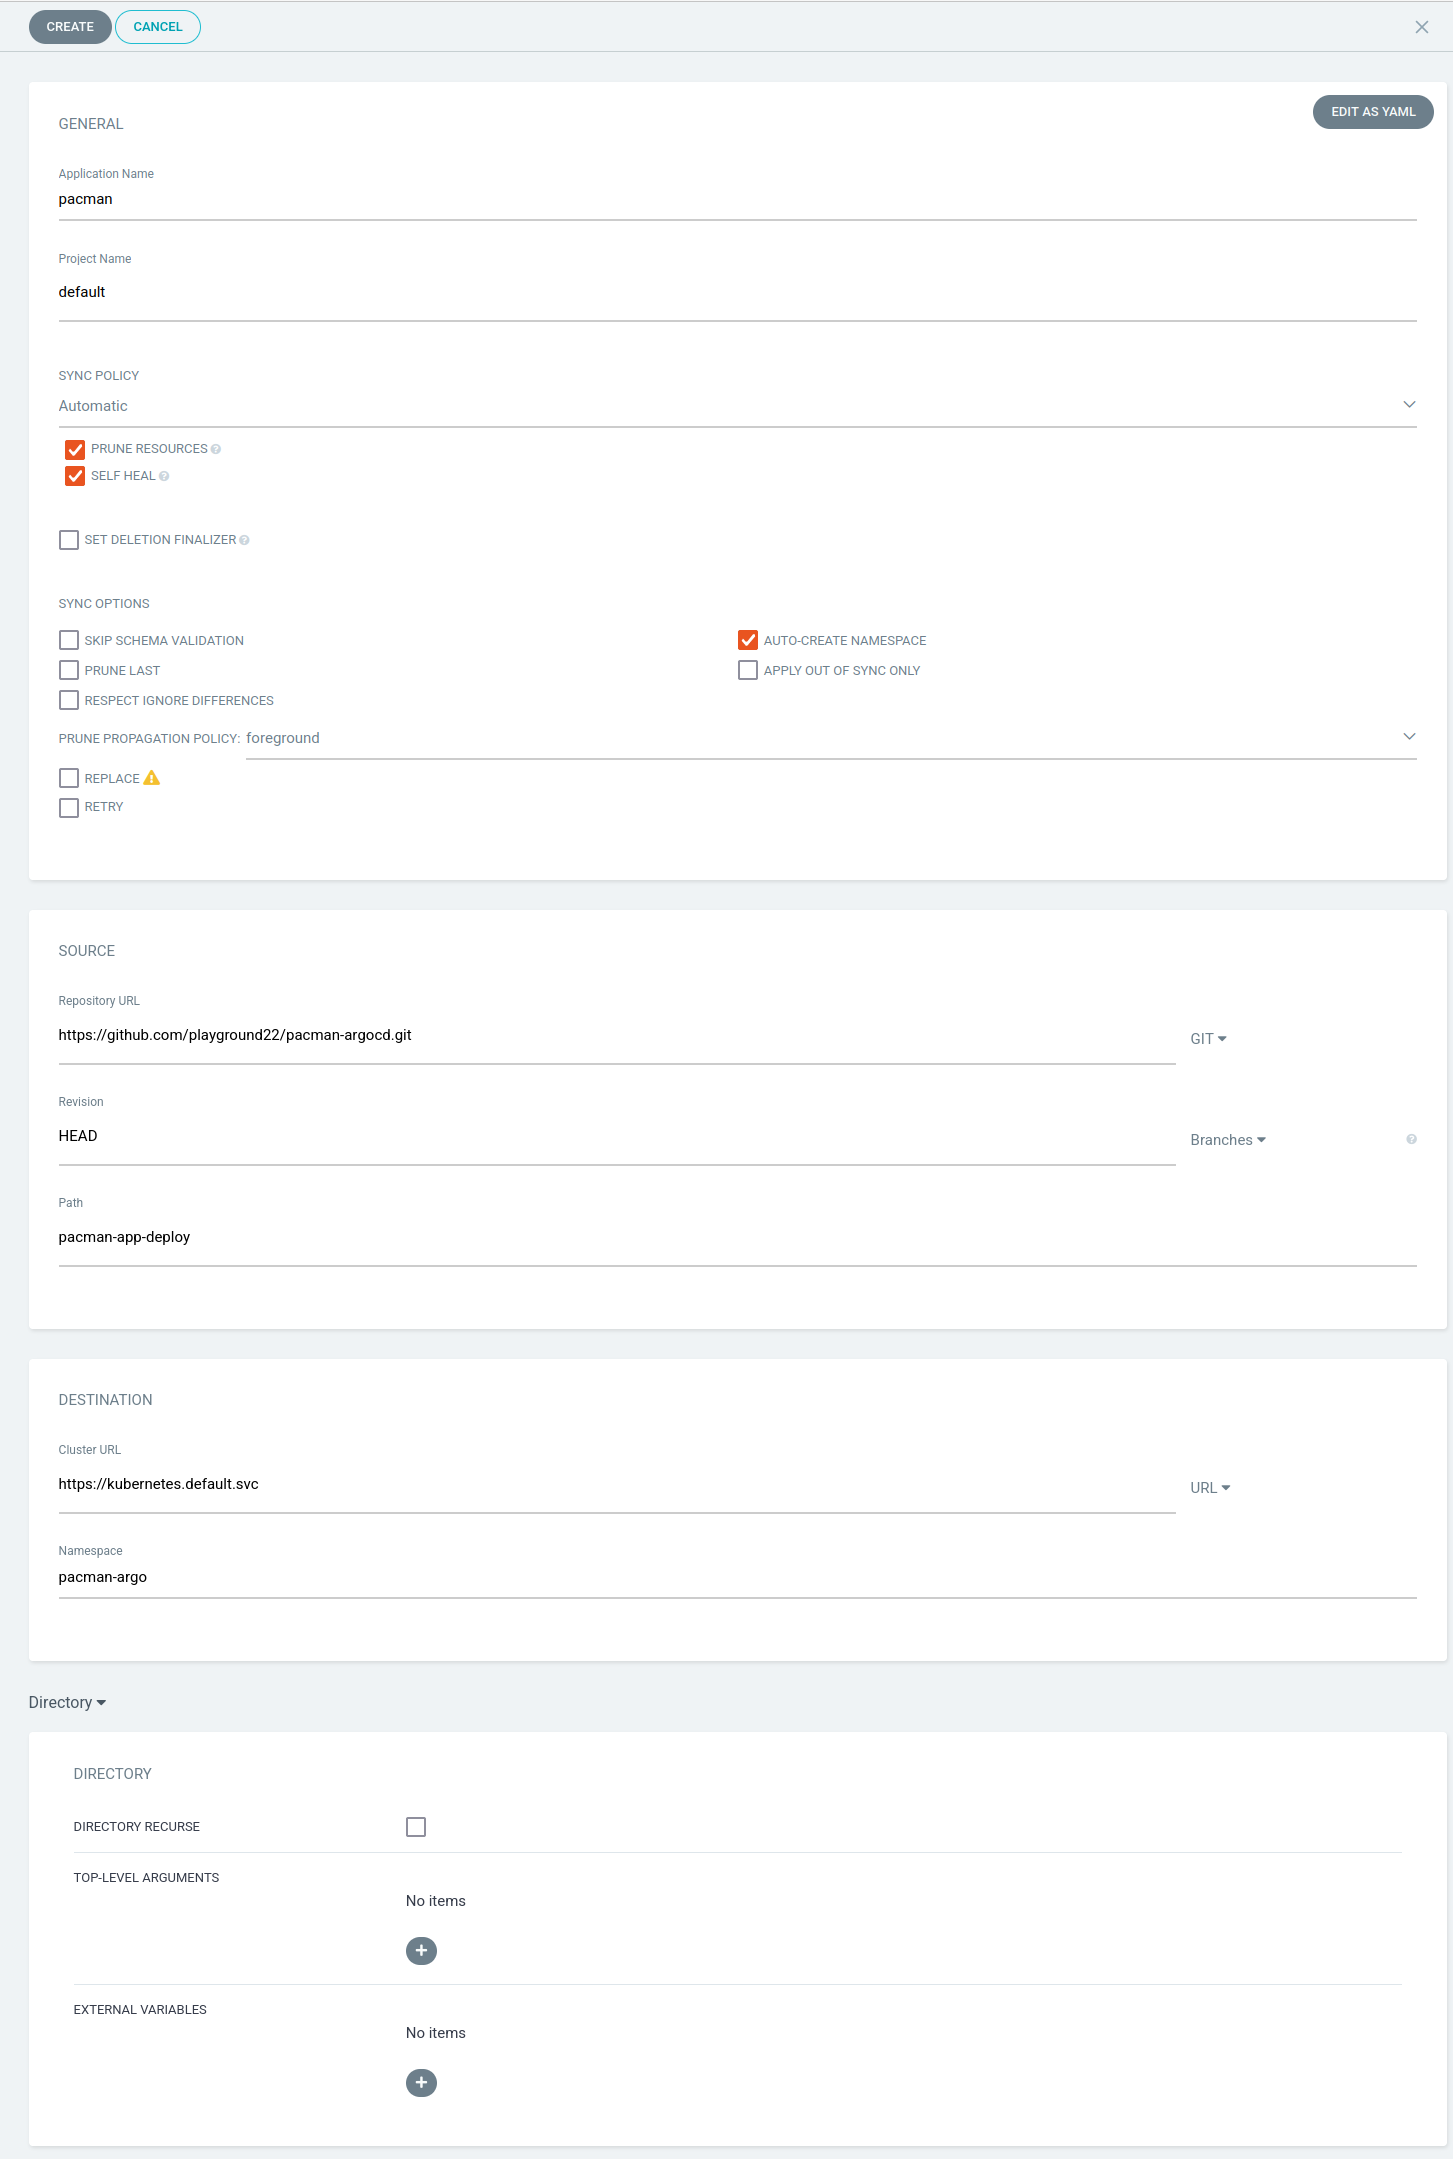 CREATE CANCEL
GENERAL
EDIT AS YAML
Application Name
pacman
Project Name
default
SYNC POLICY
Automatic
PRUNE RESOURCES
SELF HEAL
SET DELETION FINALIZER
SYNC OPTIONS
SKIP SCHEMA VALIDATION
AUTO-CREATE NAMESPACE
PRUNE LAST
APPLY OUT OF SYNC ONLY
RESPECT IGNORE DIFFERENCES
PRUNE PROPAGATION POLICY: foreground
REPLACE
RETRY
SOURCE
Repository URL
https://github.com/playground22/pacman-argocd.git
GIT
Revision
HEAD
Branches
Path
pacman-app-deploy
DESTINATION
Cluster URL
https://kubernetes.default.svc
URL
Namespace
pacman-argo
Directory
DIRECTORY
DIRECTORY RECURSE
TOP-LEVEL ARGUMENTS
No items
EXTERNAL VARIABLES
No items